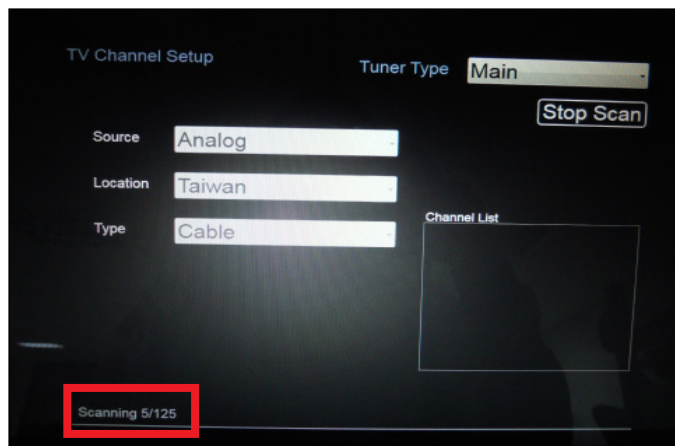 TV Channel Setup
Tuner Type Main
Stop Scan
Source Analog
Location Taiwan
Type Cable
Channel List
Scanning 5/125